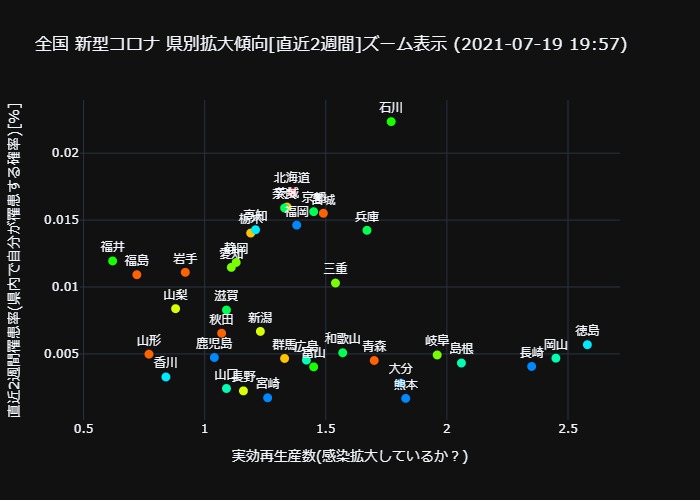 全国 新型コロナ 県別拡大傾向[直近2週間]ズーム表示 (2021-07-19 19:57)
直近2週間罹患率(県内で自分が罹患する確率)[%]
石川
0.02
北海道
茨城
奈良
京都
宮城
0.015
福岡
兵庫
栃木
高知
静岡
愛知
福井
福島
岩手
三重
0.01
山梨
滋賀
新潟
秋田
0.005
山形
鹿児島
群馬
広島
富山
和歌山
青森
岐阜
島根
長崎
岡山
徳島
香川
山口
長野
宮崎
大分
熊本
0.5
1
1.5
2
2.5
実効再生産数(感染拡大しているか？)